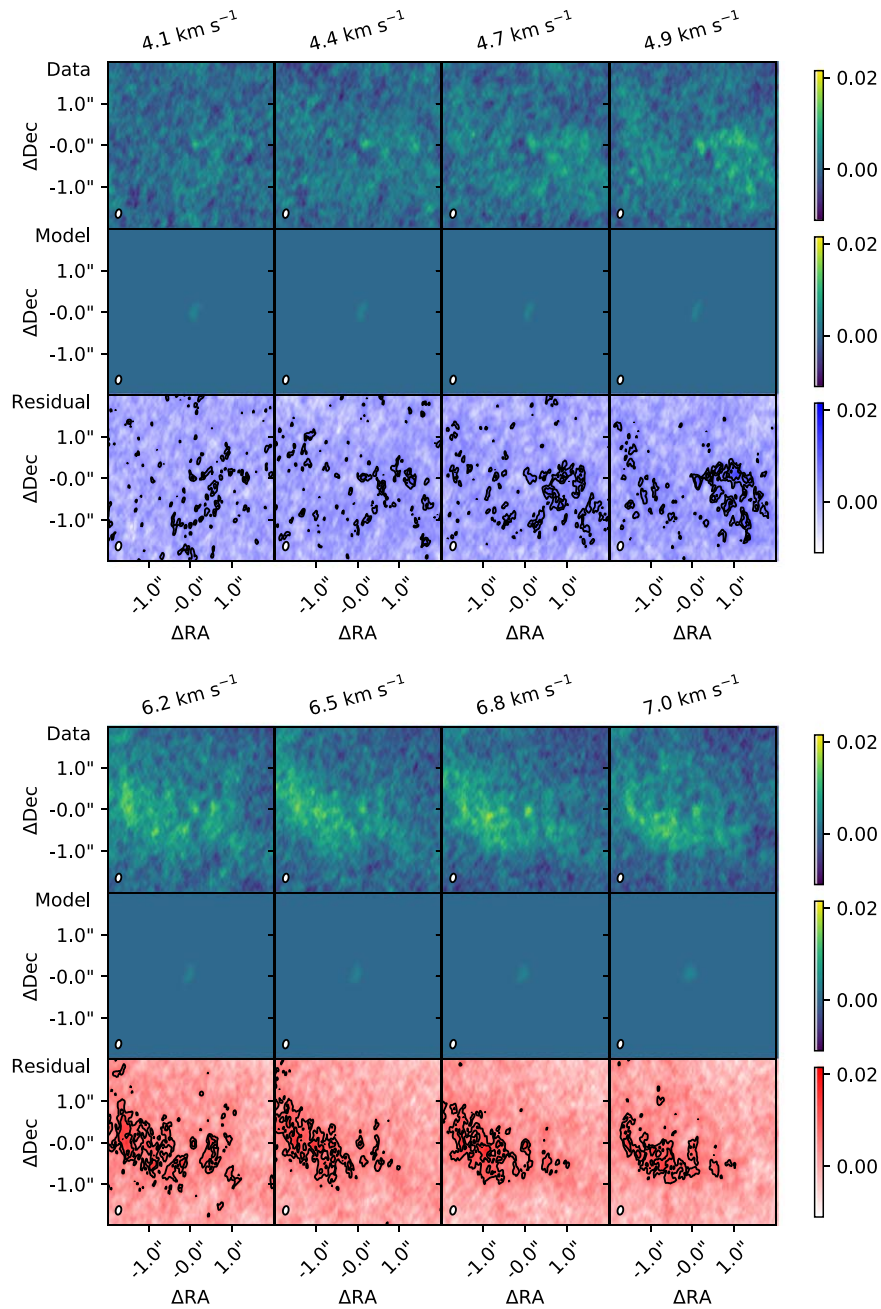 4.1 km s⁻¹ 4.4 km s⁻¹ 4.7 km s⁻¹ 4.9 km s⁻¹
Data
1.0"
-0.0"
-1.0"
ΔDec
0.02
0.00
Model
1.0"
-0.0"
-1.0"
ΔDec
0.02
0.00
Residual
1.0"
-0.0"
-1.0"
ΔDec
0.02
0.00
-1.0" -0.0" 1.0" -1.0" -0.0" 1.0" -1.0" -0.0" 1.0" -1.0" -0.0" 1.0"
ΔRA ΔRA ΔRA ΔRA
6.2 km s⁻¹ 6.5 km s⁻¹ 6.8 km s⁻¹ 7.0 km s⁻¹
Data
1.0"
-0.0"
-1.0"
ΔDec
0.02
0.00
Model
1.0"
-0.0"
-1.0"
ΔDec
0.02
0.00
Residual
1.0"
-0.0"
-1.0"
ΔDec
0.02
0.00
-1.0" -0.0" 1.0" -1.0" -0.0" 1.0" -1.0" -0.0" 1.0" -1.0" -0.0" 1.0"
ΔRA ΔRA ΔRA ΔRA